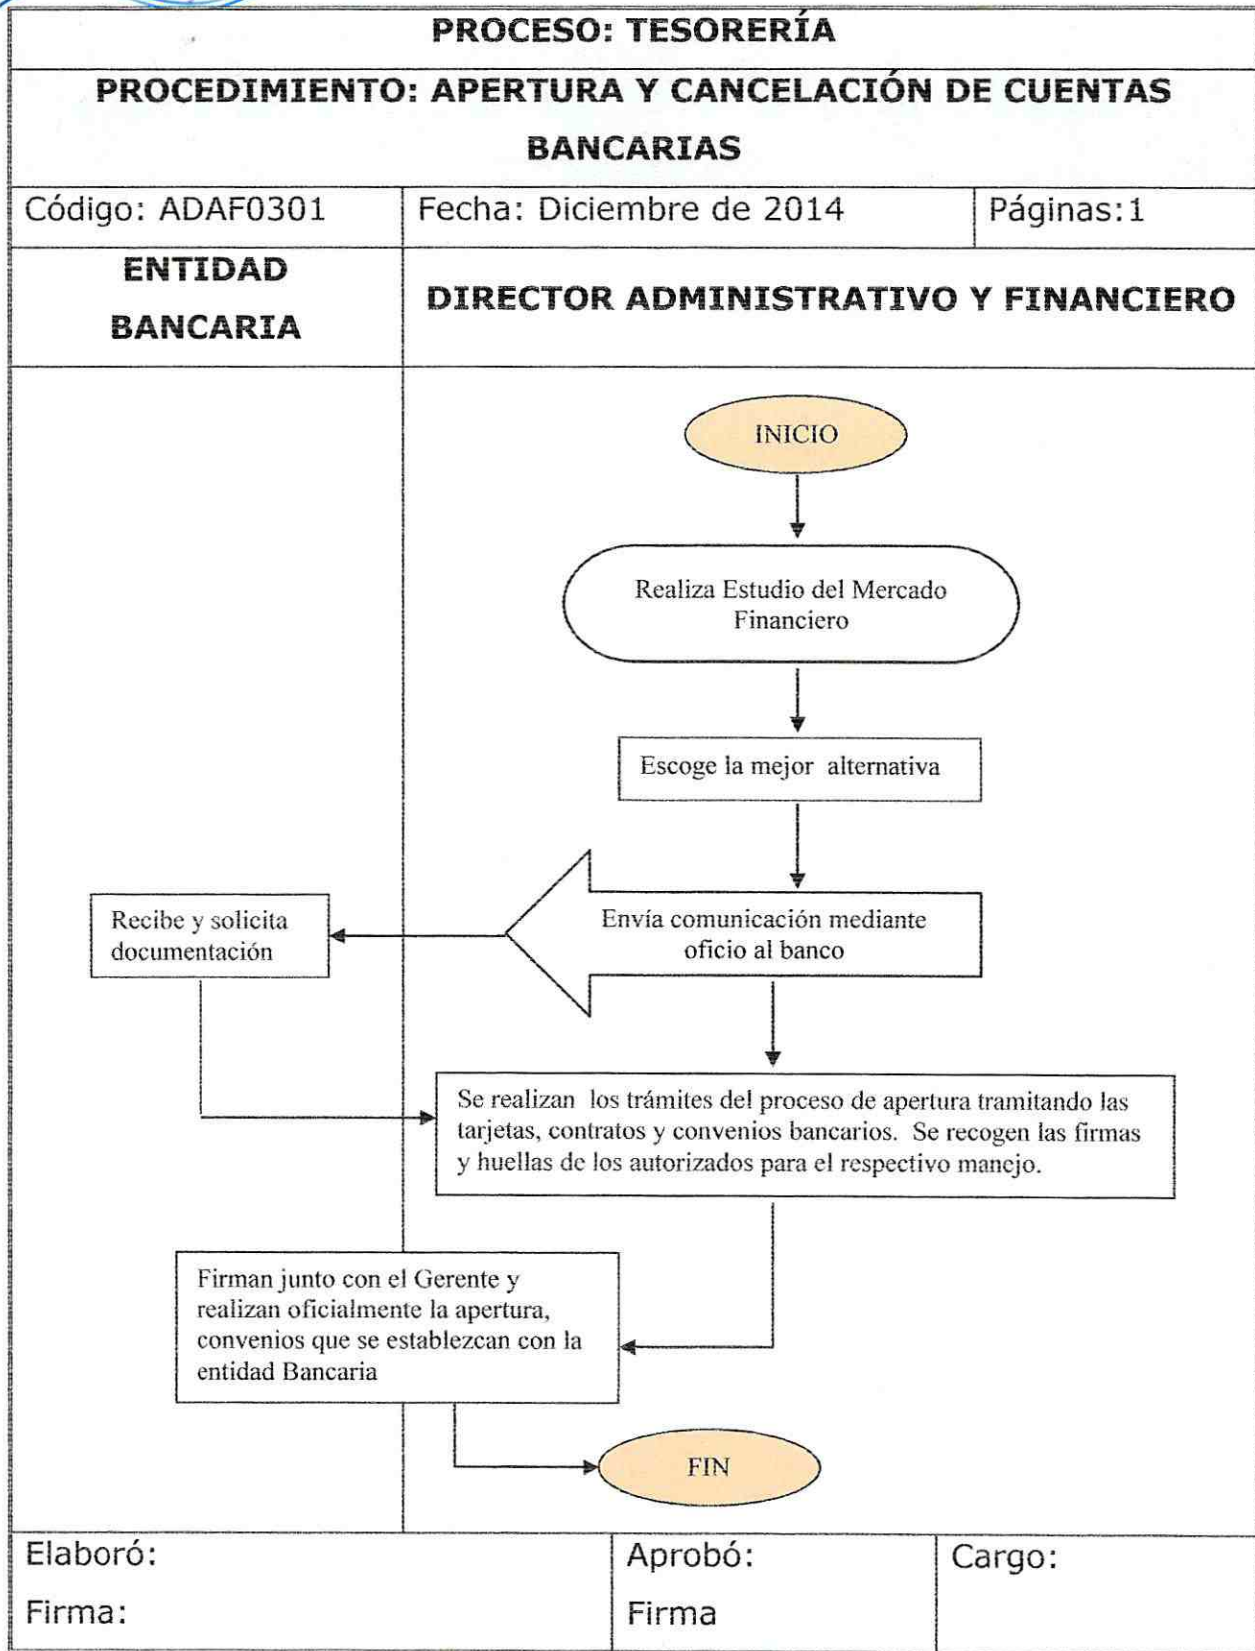 PROCESO: TESORERÍA
PROCEDIMIENTO: APERTURA Y CANCELACIÓN DE CUENTAS
BANCARIAS
Código: ADAF0301
Fecha: Diciembre de 2014
Páginas:1
ENTIDAD
BANCARIA
DIRECTOR ADMINISTRATIVO Y FINANCIERO
INICIO
Realiza Estudio del Mercado
Financiero
Escoge la mejor alternativa
Envía comunicación mediante
oficio al banco
Recibe y solicita
documentación
Se realizan los trámites del proceso de apertura tramitando las
tarjetas, contratos y convenios bancarios. Se recogen las firmas
y huellas de los autorizados para el respectivo manejo.
Firman junto con el Gerente y
realizan oficialmente la apertura,
convenios que se establezcan con la
entidad Bancaria
FIN
Elaboró:
Firma:
Aprobó:
Firma
Cargo: